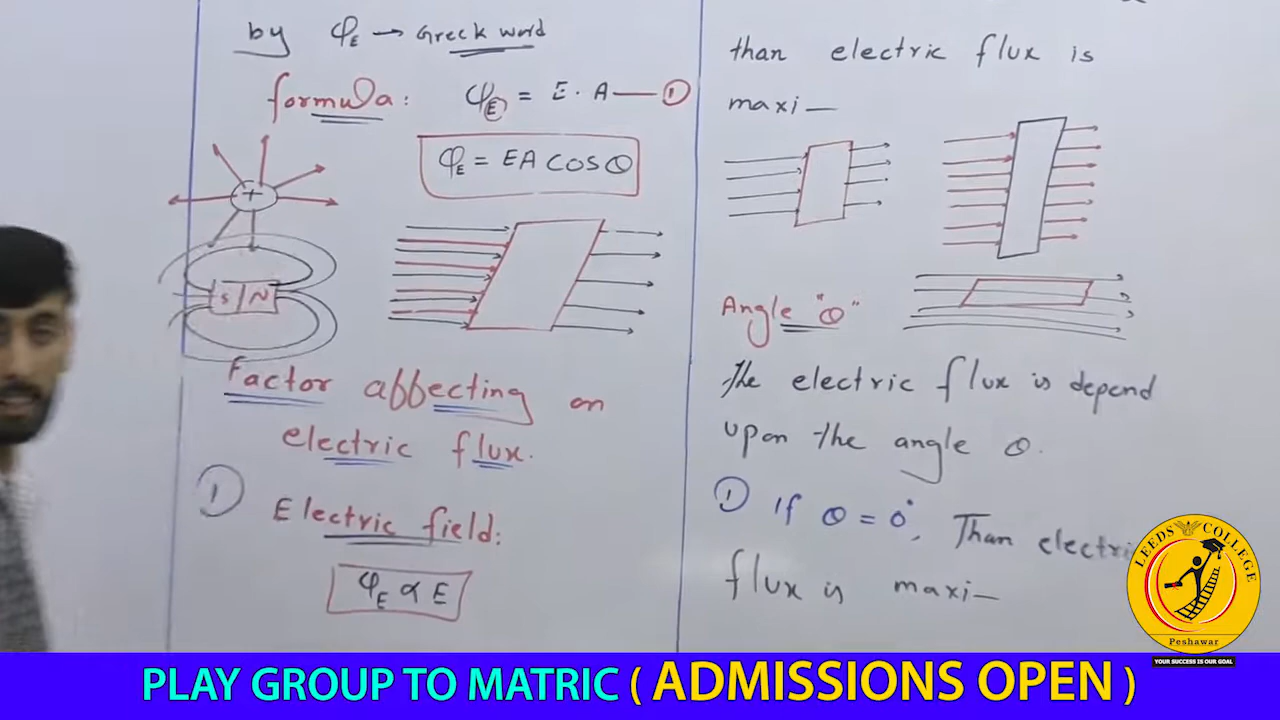 by φE → Greck word
formula: φE = E · A — ①
φE = EA COS θ
+
S/N
Factor affecting on
electric flux.
① Electric field:
φE ∝ E
than electric flux is
maxi—
Angle "θ"
The electric flux is depend
upon the angle θ.
① If θ = 0°, Than electri
flux is maxi—
LEEDS COLLEGE
Peshawar
YOUR SUCCESS IS OUR GOAL
PLAY GROUP TO MATRIC ( ADMISSIONS OPEN )